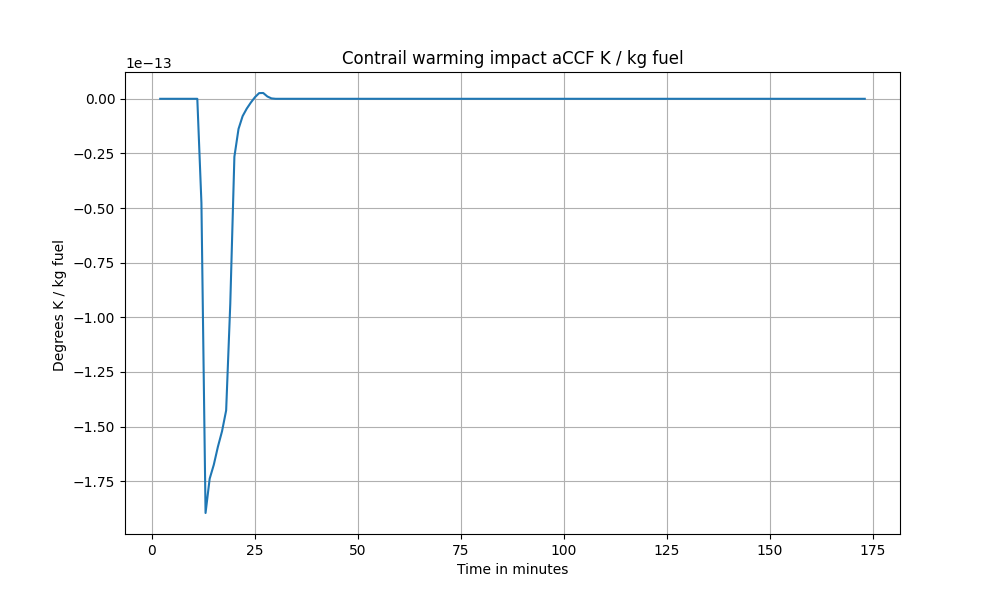 Contrail warming impact aCCF K / kg fuel
1e−13
0.00
−0.25
−0.50
−0.75
−1.00
−1.25
−1.50
−1.75
Degrees K / kg fuel
0 25 50 75 100 125 150 175
Time in minutes